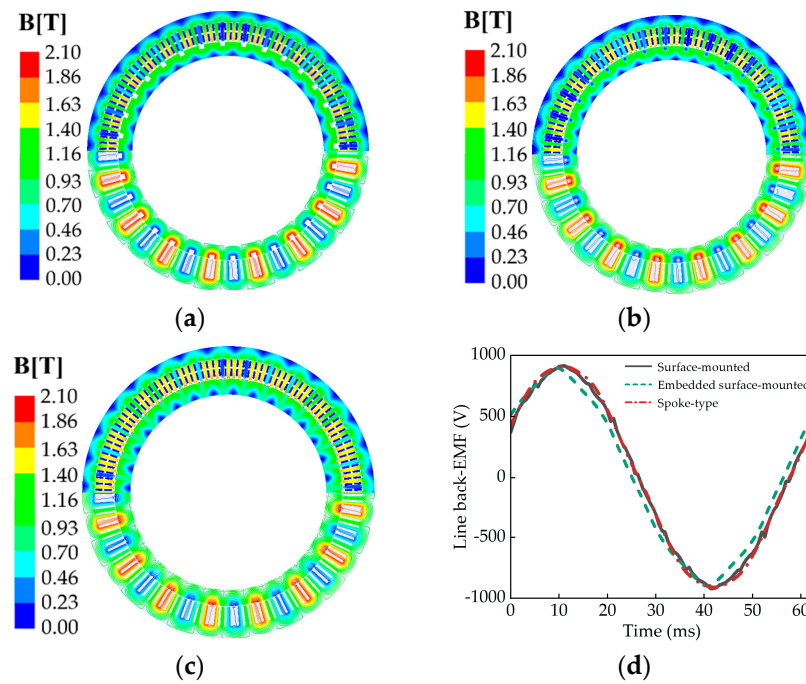 B[T]
2.10
1.86
1.63
1.40
1.16
0.93
0.70
0.46
0.23
0.00
(a)
B[T]
2.10
1.86
1.63
1.40
1.16
0.93
0.70
0.46
0.23
0.00
(b)
B[T]
2.10
1.86
1.63
1.40
1.16
0.93
0.70
0.46
0.23
0.00
(c)
Line back-EMF (V)
1000
500
0
-500
-1000
Surface-mounted
Embedded surface-mounted
Spoke-type
0 10 20 30 40 50 60
Time (ms)
(d)